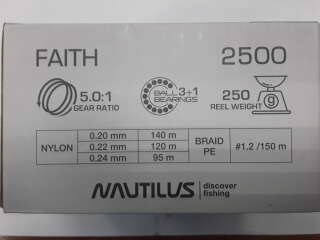 FAITH 2500
5.0:1
GEAR RATIO
BALL 3+1
BEARINGS
250 g
REEL WEIGHT
NYLON
0.20 mm 140 m
0.22 mm 120 m
0.24 mm 95 m
BRAID
PE
#1.2 /150 m
NAUTILUS
discover
fishing